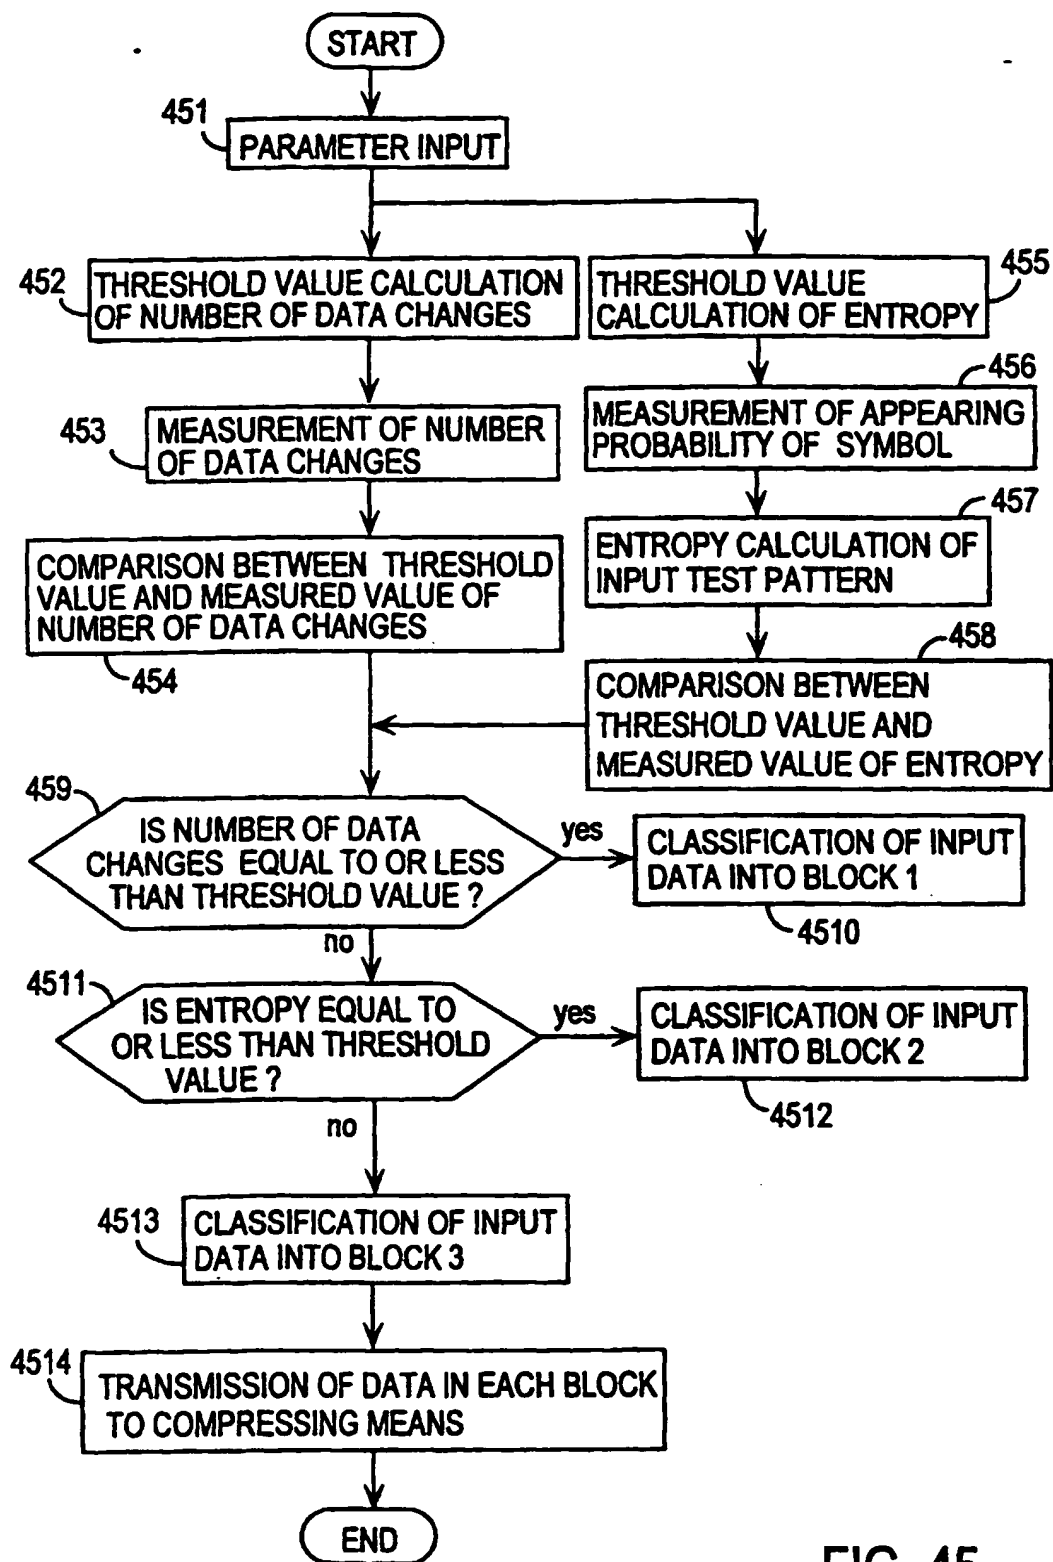 START
451
PARAMETER INPUT
452
THRESHOLD VALUE CALCULATION
OF NUMBER OF DATA CHANGES
455
THRESHOLD VALUE
CALCULATION OF ENTROPY
453
MEASUREMENT OF NUMBER
OF DATA CHANGES
456
MEASUREMENT OF APPEARING
PROBABILITY OF SYMBOL
457
ENTROPY CALCULATION OF
INPUT TEST PATTERN
COMPARISON BETWEEN THRESHOLD
VALUE AND MEASURED VALUE OF
NUMBER OF DATA CHANGES
454
458
COMPARISON BETWEEN
THRESHOLD VALUE AND
MEASURED VALUE OF ENTROPY
459
IS NUMBER OF DATA
CHANGES EQUAL TO OR LESS
THAN THRESHOLD VALUE ?
yes
CLASSIFICATION OF INPUT
DATA INTO BLOCK 1
4510
no
4511
IS ENTROPY EQUAL TO
OR LESS THAN THRESHOLD
VALUE ?
yes
CLASSIFICATION OF INPUT
DATA INTO BLOCK 2
4512
no
4513
CLASSIFICATION OF INPUT
DATA INTO BLOCK 3
4514
TRANSMISSION OF DATA IN EACH BLOCK
TO COMPRESSING MEANS
END
FIG. 45